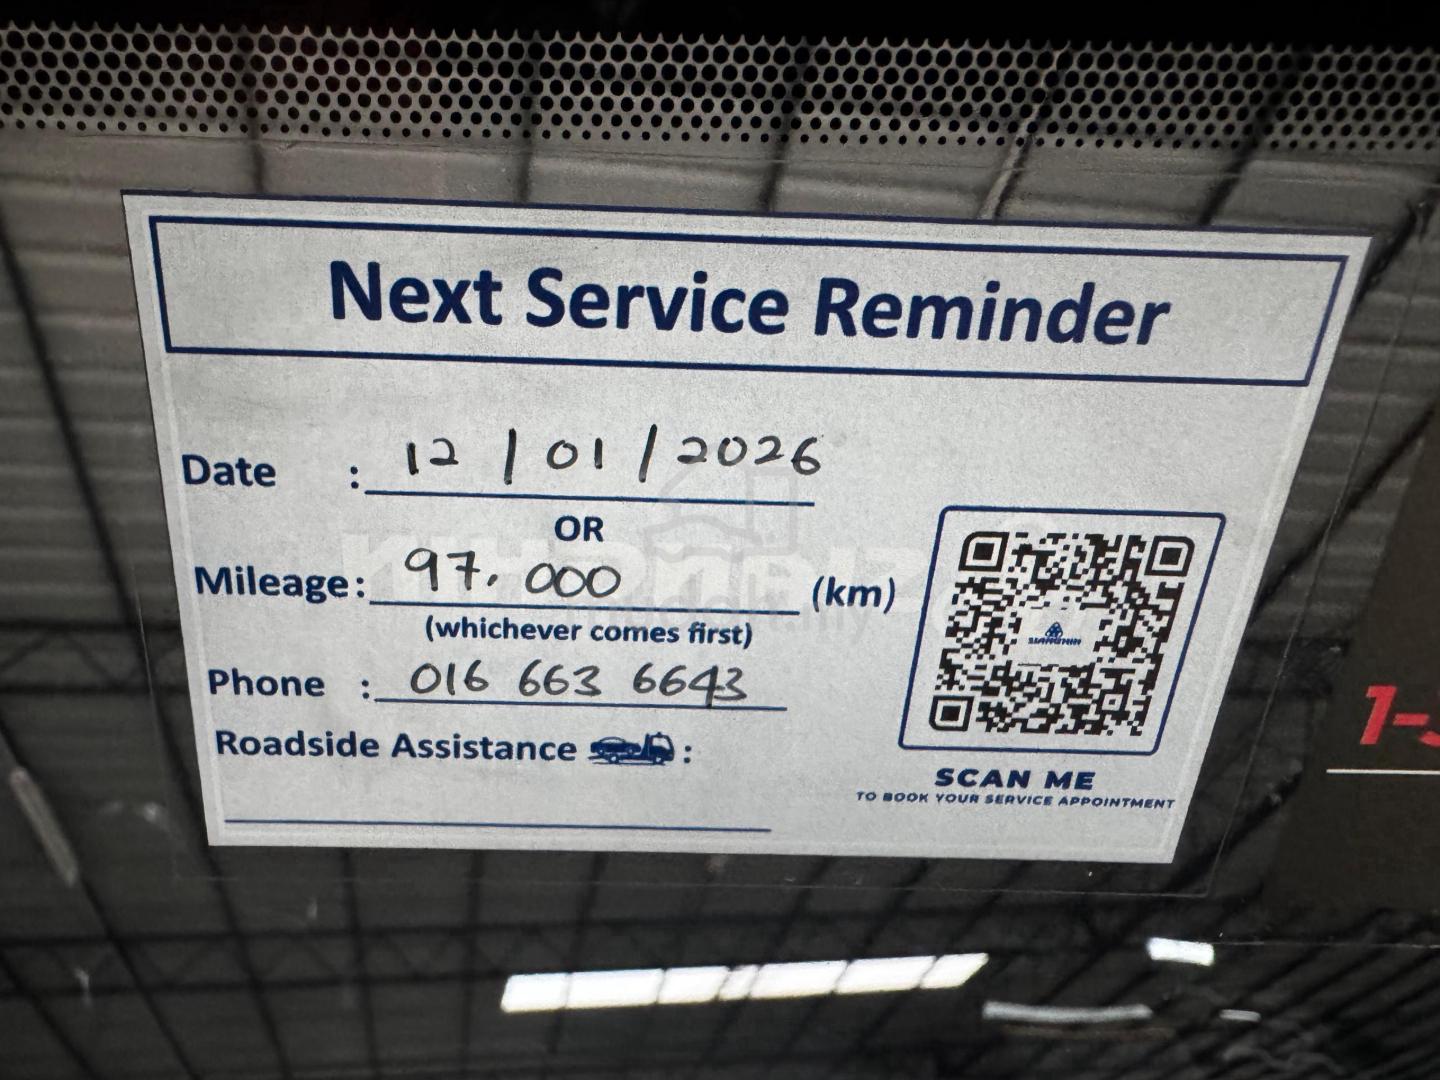 Next Service Reminder
Date : 12 / 01 / 2026
OR
Mileage: 97. 000 (km)
(whichever comes first)
Phone : 016 663 6643
Roadside Assistance :
SCAN ME
TO BOOK YOUR SERVICE APPOINTMENT
1-